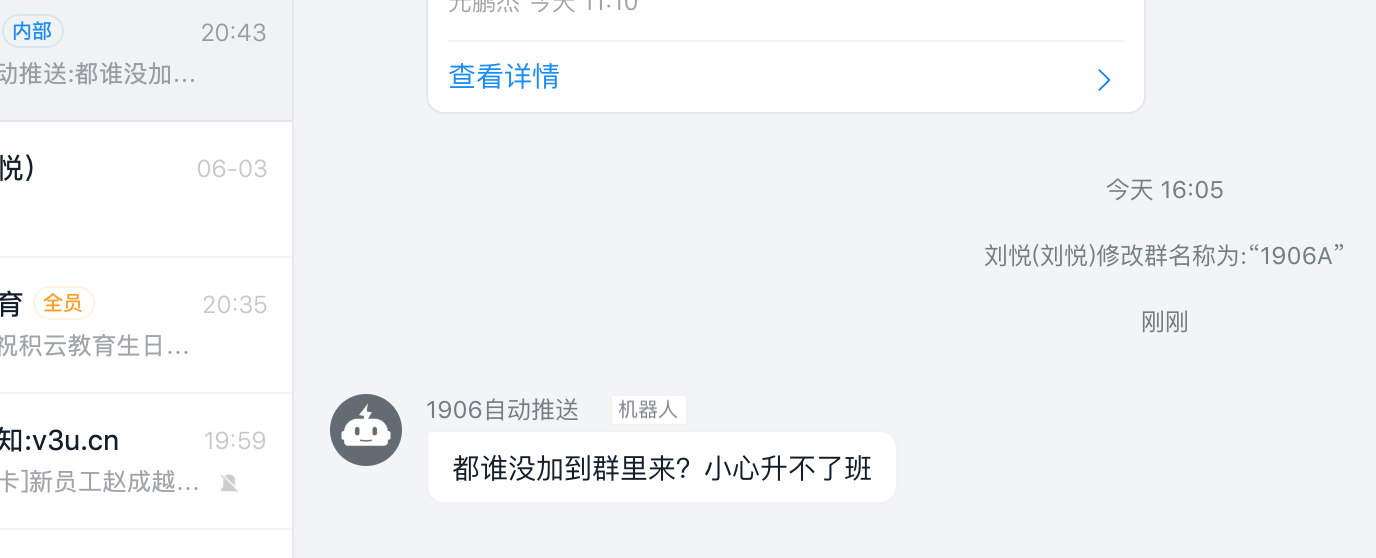 内部 20:43
动推送:都谁没加...
悦） 06-03
育 全员 20:35
祝积云教育生日...
知:v3u.cn 19:59
卡]新员工赵成越...
亢鹏杰 今天 11:10
查看详情
今天 16:05
刘悦(刘悦)修改群名称为:“1906A”
刚刚
1906自动推送 机器人
都谁没加到群里来？小心升不了班